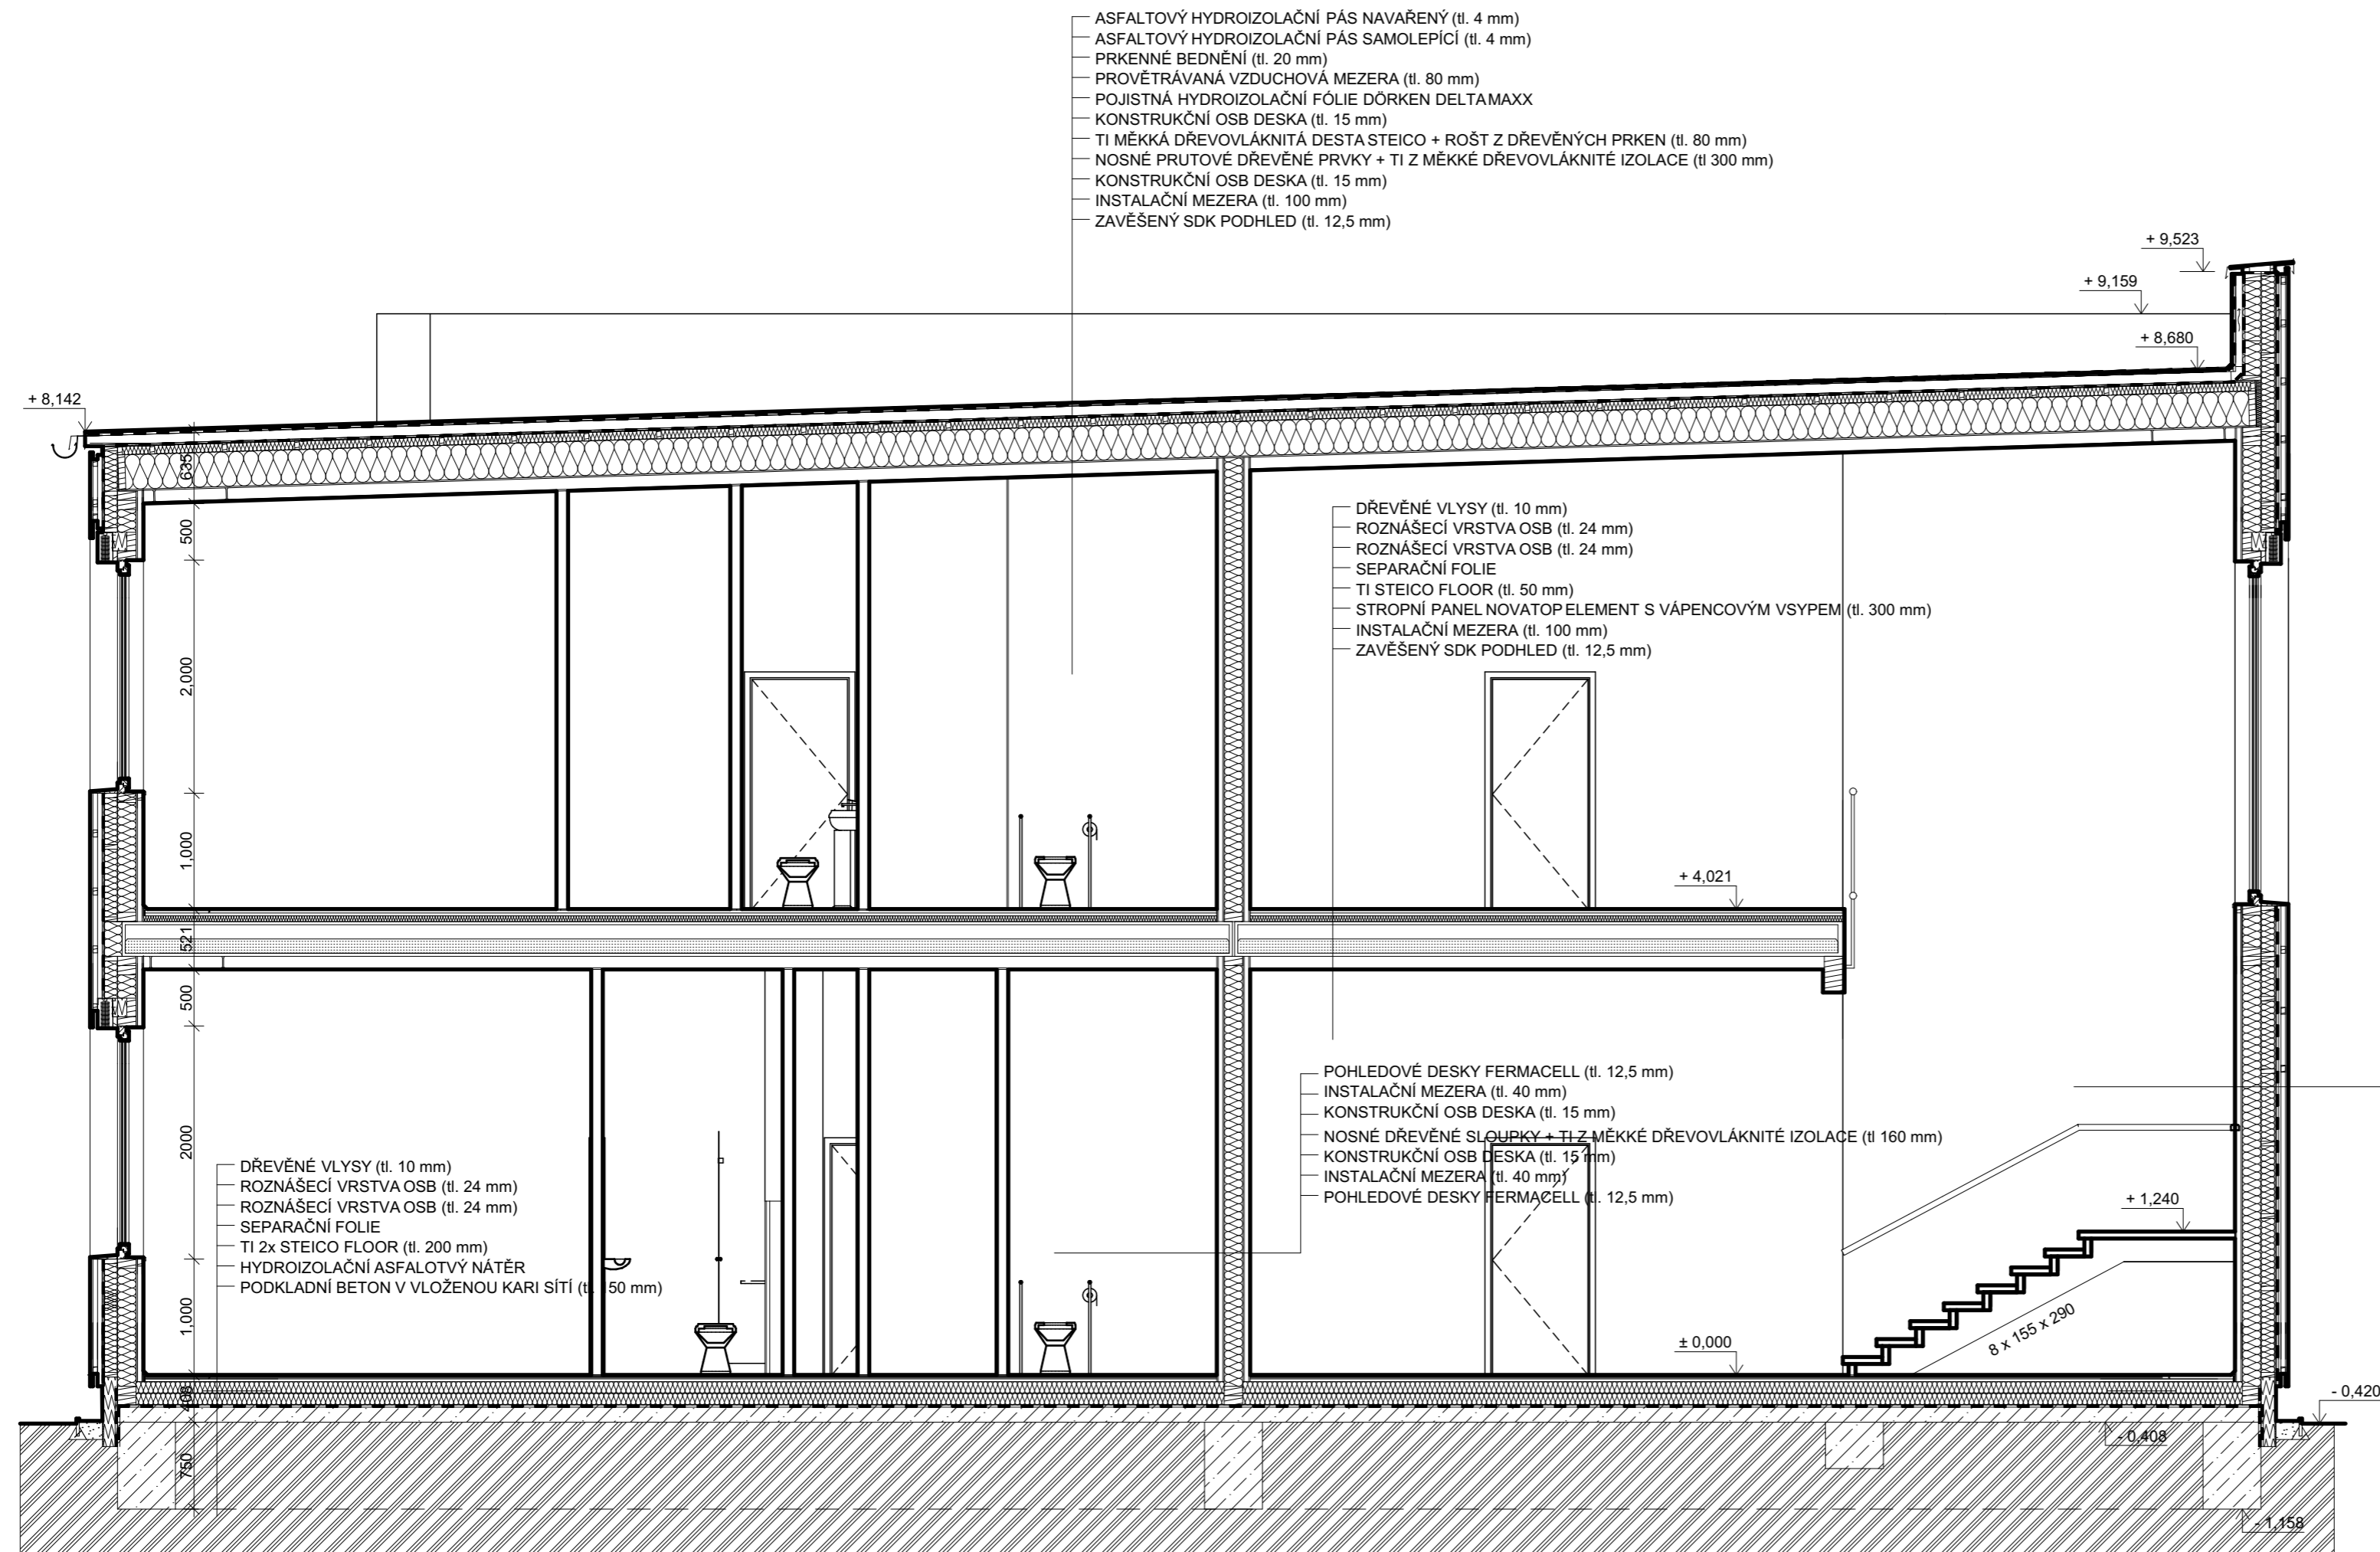 ASFALTOVÝ HYDROIZOLAČNÍ PÁS NAVAŘENÝ (tl. 4 mm)
ASFALTOVÝ HYDROIZOLAČNÍ PÁS SAMOLEPÍCÍ (tl. 4 mm)
PRKENNÉ BEDNĚNÍ (tl. 20 mm)
PROVĚTRÁVANÁ VZDUCHOVÁ MEZERA (tl. 80 mm)
POJISTNÁ HYDROIZOLAČNÍ FÓLIE DÖRKEN DELTA MAXX
KONSTRUKČNÍ OSB DESKA (tl. 15 mm)
TI MĚKKÁ DŘEVOVLÁKNITÁ DESTA STEICO + ROŠT Z DŘEVĚNÝCH PRKEN (tl. 80 mm)
NOSNÉ PRUTOVÉ DŘEVĚNÉ PRVKY + TI Z MĚKKÉ DŘEVOVLÁKNITÉ IZOLACE (tl 300 mm)
KONSTRUKČNÍ OSB DESKA (tl. 15 mm)
INSTALAČNÍ MEZERA (tl. 100 mm)
ZAVĚŠENÝ SDK PODHLED (tl. 12,5 mm)
+ 9,523
+ 9,159
+ 8,680
+ 8,142
635
500
2,000
1,000
521
500
2000
1,000
408
750
DŘEVĚNÉ VLYSY (tl. 10 mm)
ROZNÁŠECÍ VRSTVA OSB (tl. 24 mm)
ROZNÁŠECÍ VRSTVA OSB (tl. 24 mm)
SEPARAČNÍ FOLIE
TI STEICO FLOOR (tl. 50 mm)
STROPNÍ PANEL NOVATOP ELEMENT S VÁPENCOVÝM VSYPEM (tl. 300 mm)
INSTALAČNÍ MEZERA (tl. 100 mm)
ZAVĚŠENÝ SDK PODHLED (tl. 12,5 mm)
+ 4,021
POHLEDOVÉ DESKY FERMACELL (tl. 12,5 mm)
INSTALAČNÍ MEZERA (tl. 40 mm)
KONSTRUKČNÍ OSB DESKA (tl. 15 mm)
NOSNÉ DŘEVĚNÉ SLOUPKY + TI Z MĚKKÉ DŘEVOVLÁKNITÉ IZOLACE (tl 160 mm)
KONSTRUKČNÍ OSB DESKA (tl. 15 mm)
INSTALAČNÍ MEZERA (tl. 40 mm)
POHLEDOVÉ DESKY FERMACELL (tl. 12,5 mm)
DŘEVĚNÉ VLYSY (tl. 10 mm)
ROZNÁŠECÍ VRSTVA OSB (tl. 24 mm)
ROZNÁŠECÍ VRSTVA OSB (tl. 24 mm)
SEPARAČNÍ FOLIE
TI 2x STEICO FLOOR (tl. 200 mm)
HYDROIZOLAČNÍ ASFALOTVÝ NÁTĚR
PODKLADNÍ BETON V VLOŽENOU KARI SÍTÍ (tl. 150 mm)
+ 1,240
8 x 155 x 290
± 0,000
- 0,420
- 0,408
- 1,158